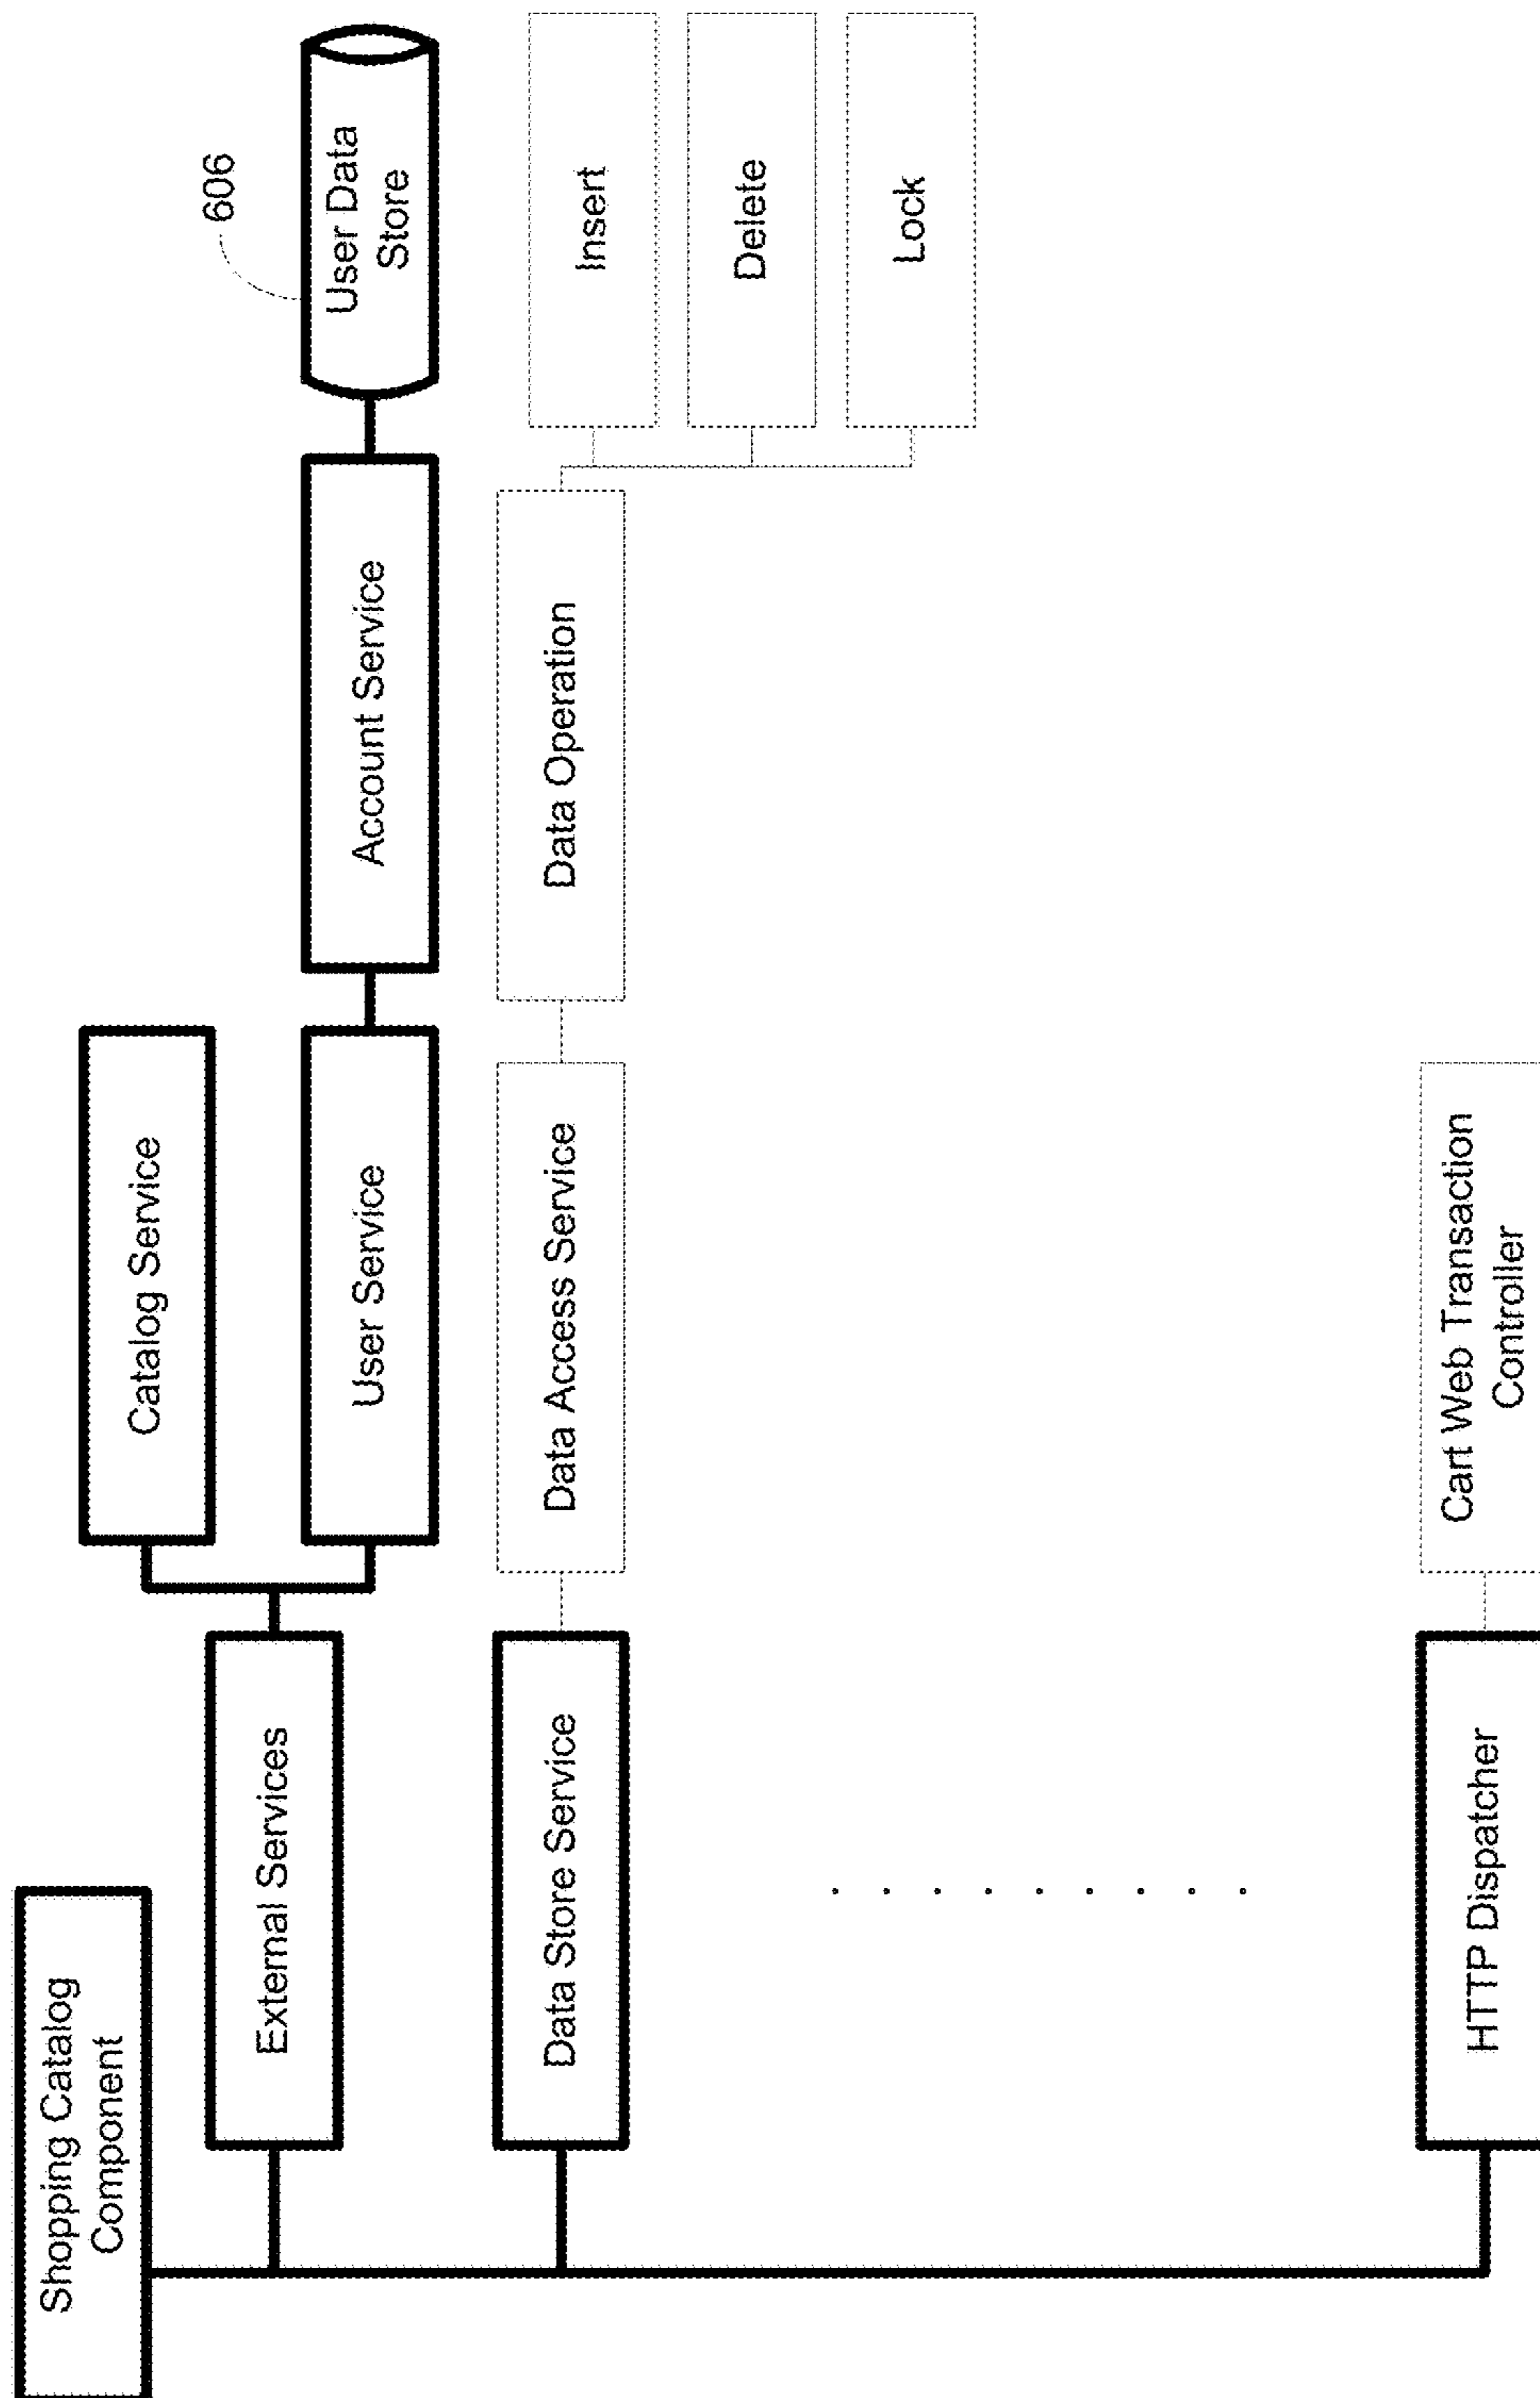 Shopping Catalog
Component
External Services
Catalog Service
User Service
Account Service
User Data
Store
606
Data Store Service
Data Access Service
Data Operation
Insert
Delete
Lock
HTTP Dispatcher
Cart Web Transaction
Controller